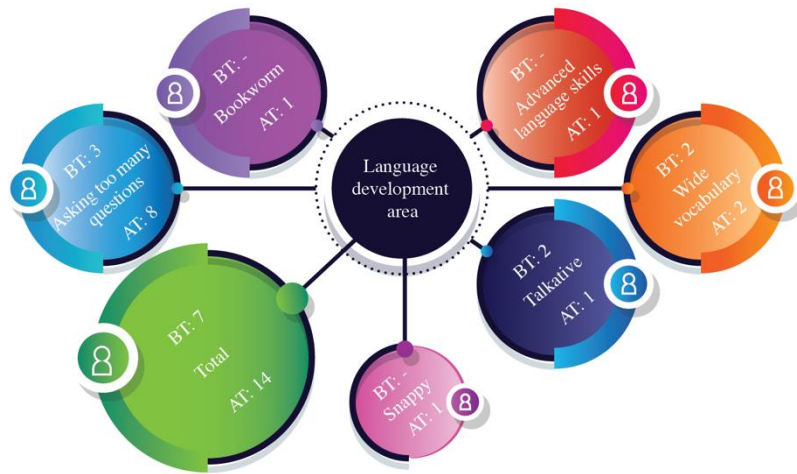 Language
development
area
BT: -
Bookworm
AT: 1
BT: -
Advanced
language skills
AT: 1
BT: 3
Asking too many
questions
AT: 8
BT: 2
Wide
vocabulary
AT: 2
BT: 2
Talkative
AT: 1
BT: 7
Total
AT: 14
BT: -
Snappy
AT: 1